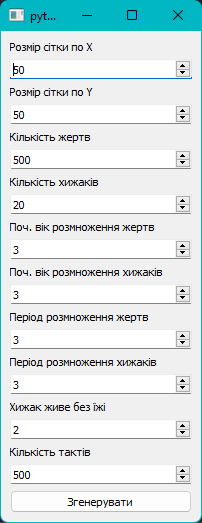 pyt...
Розмір сітки по X
50
Розмір сітки по Y
50
Кількість жертв
500
Кількість хижаків
20
Поч. вік розмноження жертв
3
Поч. вік розмноження хижаків
3
Період розмноження жертв
3
Період розмноження хижаків
3
Хижак живе без їжі
2
Кількість тактів
500
Згенерувати